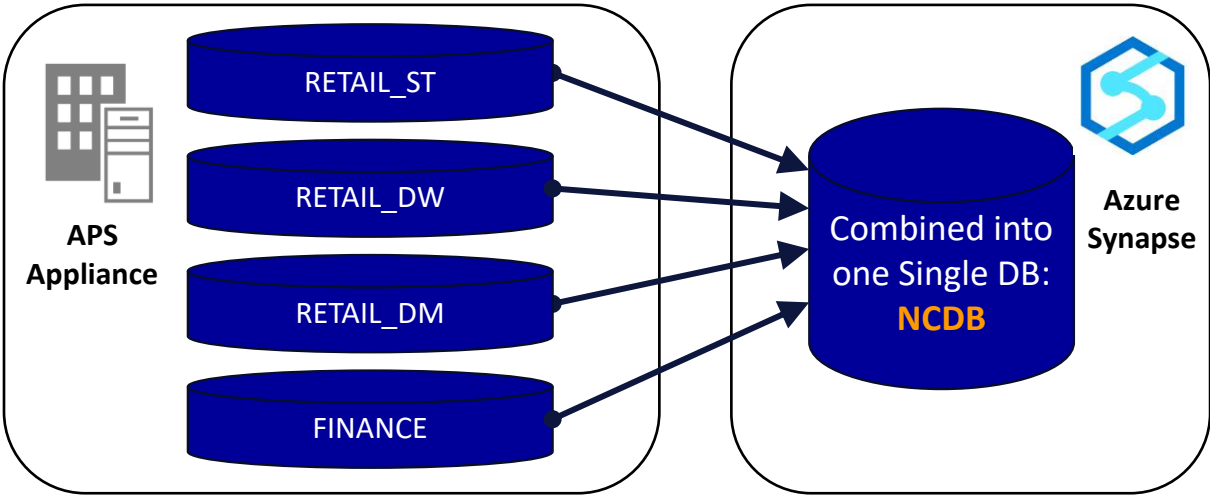 APS
Appliance
RETAIL_ST
RETAIL_DW
RETAIL_DM
FINANCE
Combined into
one Single DB:
NCDB
Azure
Synapse